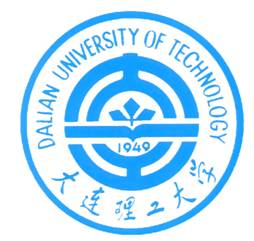 DALIAN UNIVERSITY OF TECHNOLOGY
1949
大连理工大学